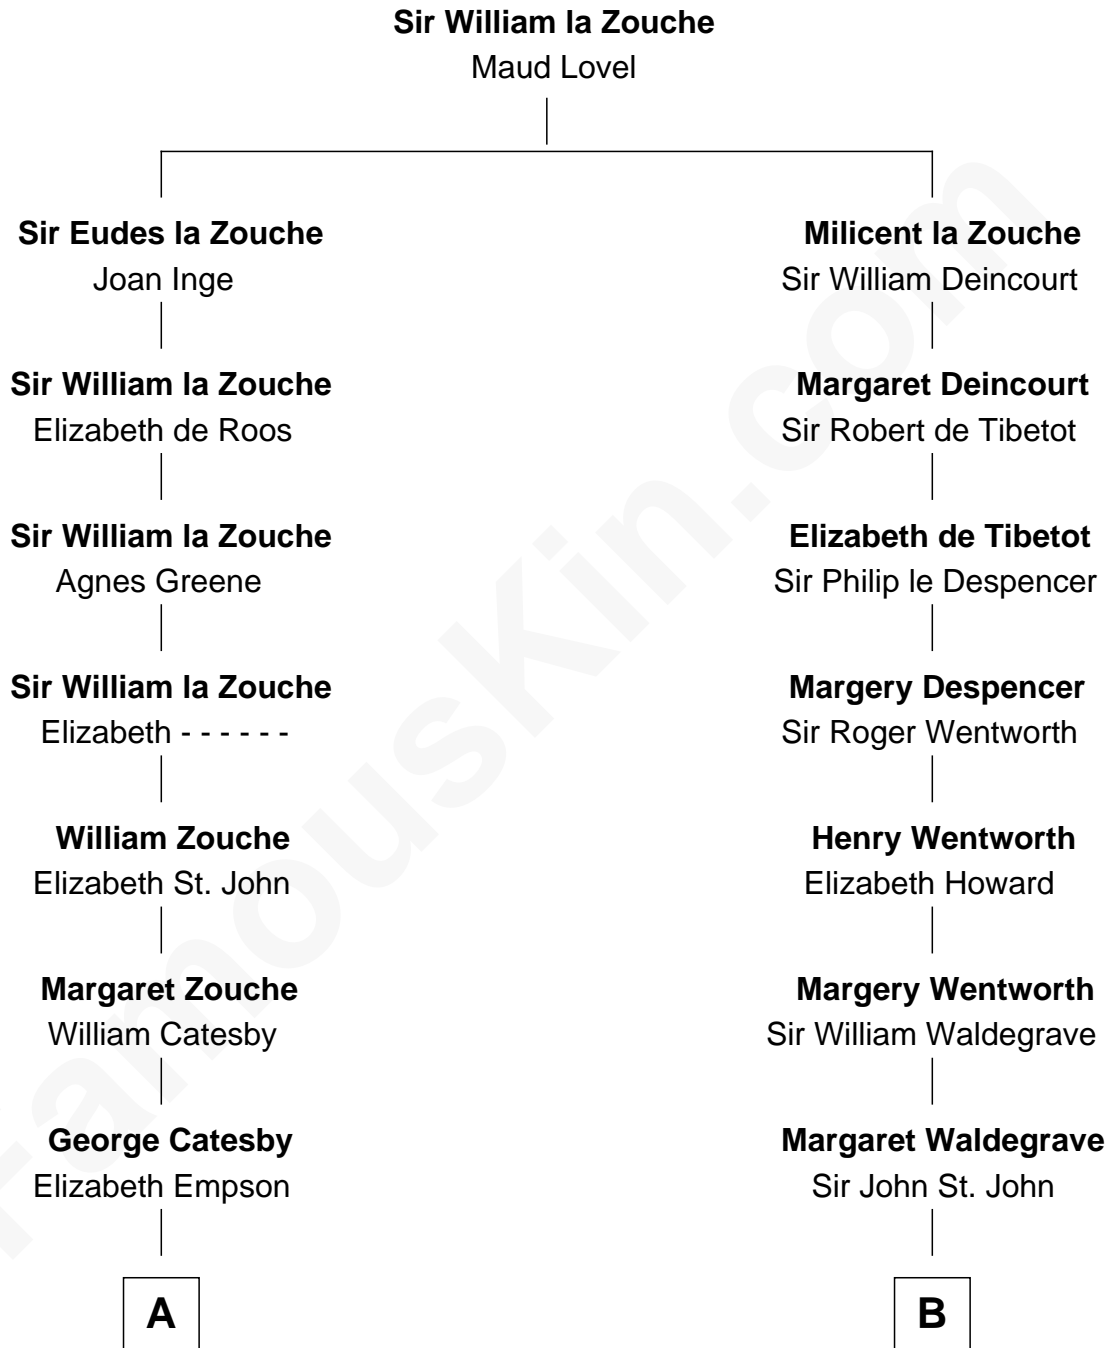 Sir William la Zouche
Maud Lovel
Sir Eudes la Zouche
Joan Inge
Sir William la Zouche
Elizabeth de Roos
Sir William la Zouche
Agnes Greene
Sir William la Zouche
Elizabeth - - - - - -
William Zouche
Elizabeth St. John
Margaret Zouche
William Catesby
George Catesby
Elizabeth Empson
A
Milicent la Zouche
Sir William Deincourt
Margaret Deincourt
Sir Robert de Tibetot
Elizabeth de Tibetot
Sir Philip le Despencer
Margery Despencer
Sir Roger Wentworth
Henry Wentworth
Elizabeth Howard
Margery Wentworth
Sir William Waldegrave
Margaret Waldegrave
Sir John St. John
B
FamousKin.com